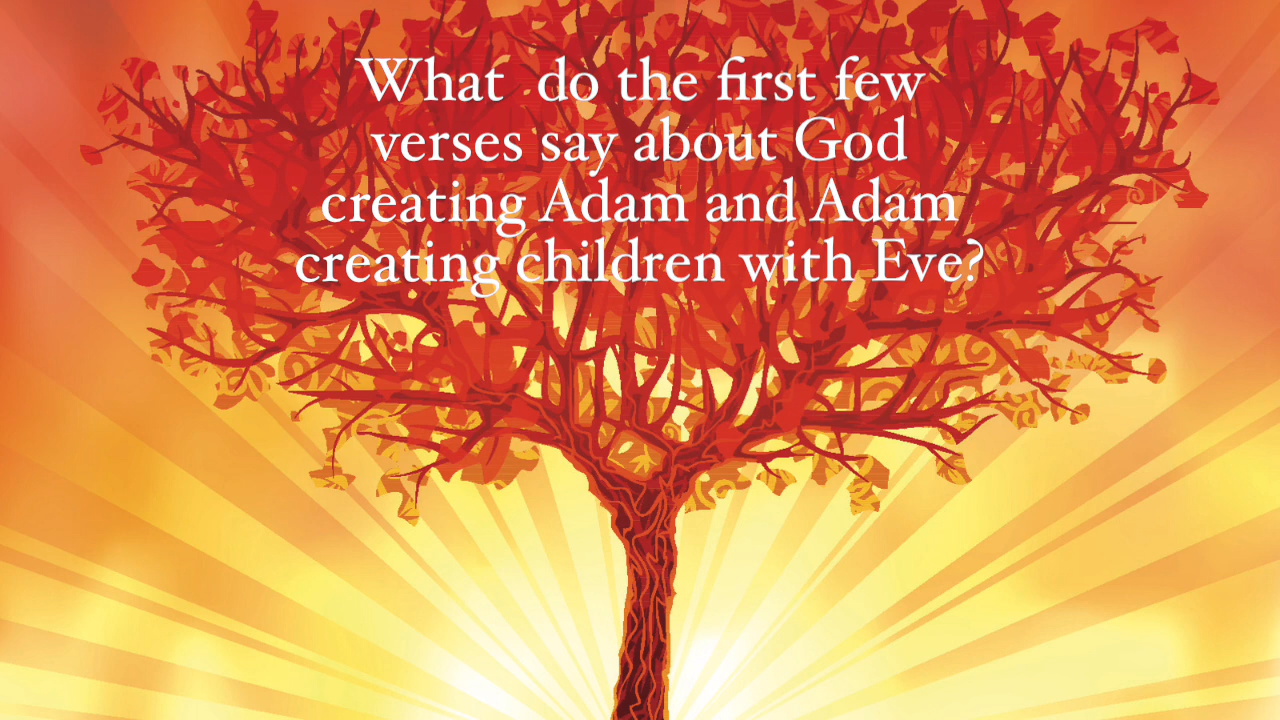 What  do the first few
verses say about God
creating Adam and Adam
creating children with Eve?